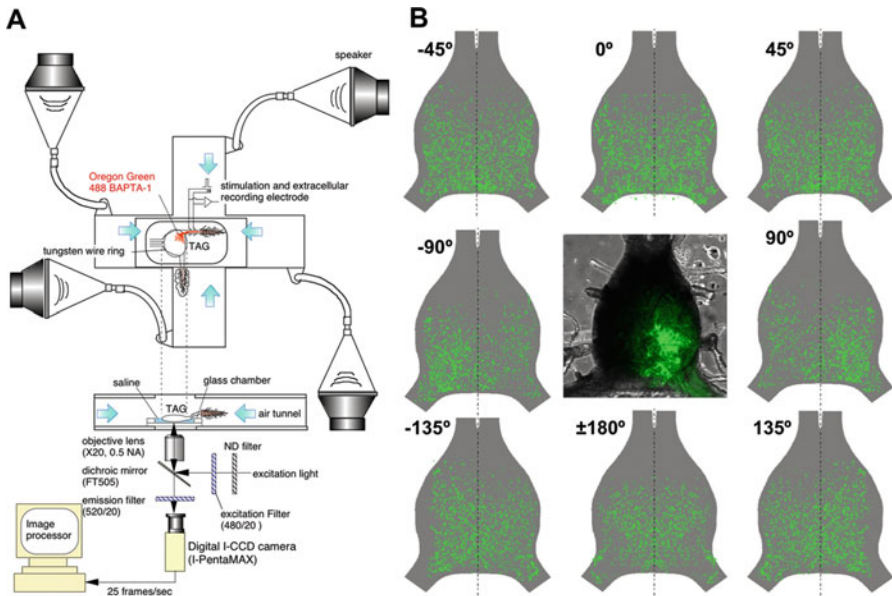 A
speaker
Oregon Green
488 BAPTA-1
stimulation and extracellular
recording electrode
tungsten wire ring
TAG
saline
TAG
glass chamber
air tunnel
objective lens
(X20, 0.5 NA)
ND filter
dichroic mirror
(FT505)
excitation light
emission filter
(520/20)
excitation Filter
(480/20 )
Image
processor
Digital I-CCD camera
(I-PentaMAX)
25 frames/sec
B
-45º
0º
45º
-90º
90º
-135º
±180º
135º